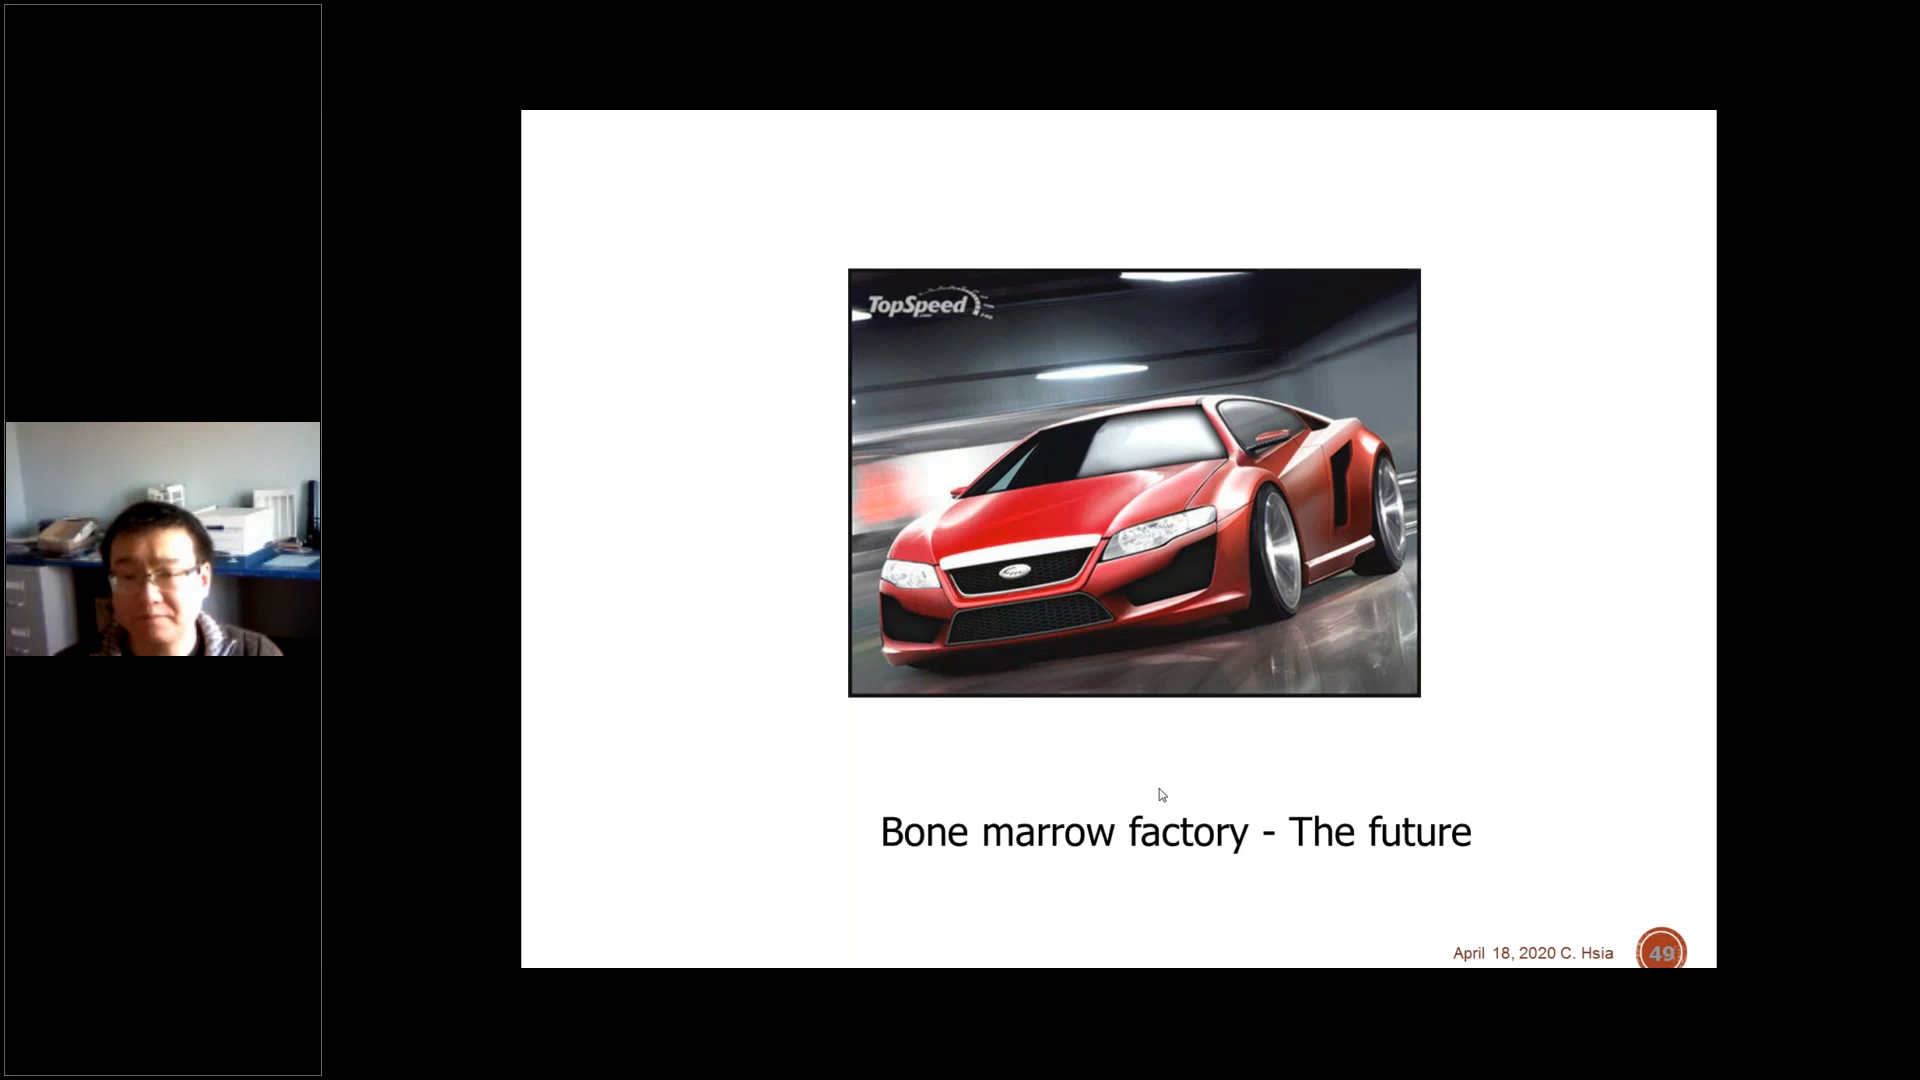 TopSpeed
Bone marrow factory - The future
April 18, 2020 C. Hsia
49